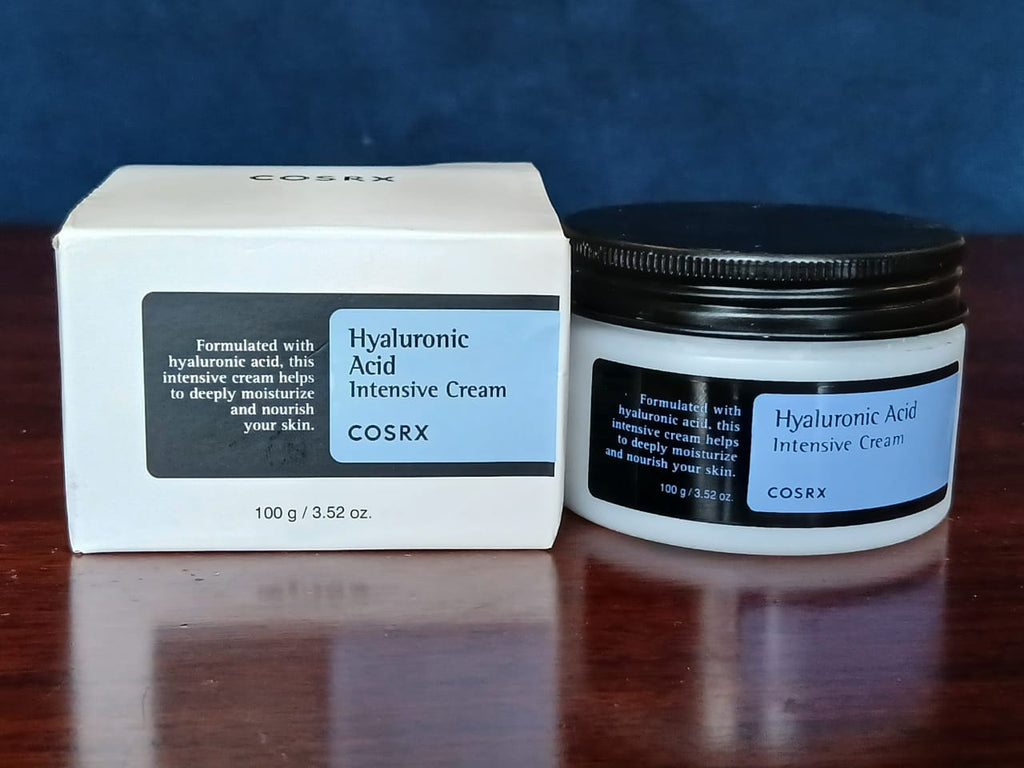 COSRX
Formulated with
hyaluronic acid, this
intensive cream helps
to deeply moisturize
and nourish
your skin.
Hyaluronic
Acid
Intensive Cream
COSRX
100 g / 3.52 oz.
Formulated with
hyaluronic acid, this
intensive cream helps
to deeply moisturize
and nourish your skin.
100 g / 3.52 oz.
Hyaluronic Acid
Intensive Cream
COSRX